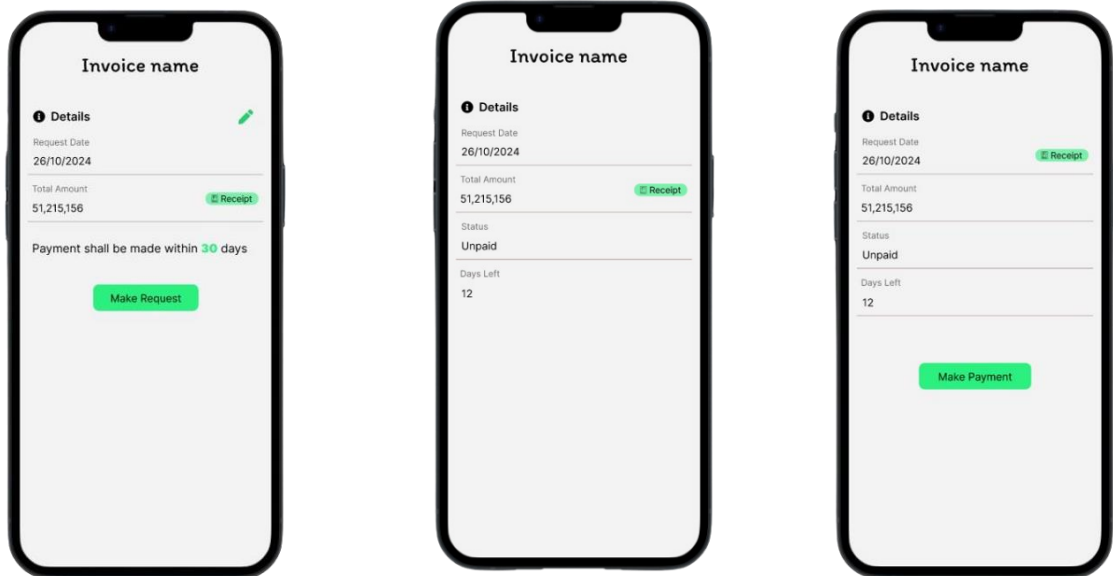 Invoice name
Details
Request Date
26/10/2024
Total Amount
51,215,156
Receipt
Payment shall be made within 30 days
Make Request
Invoice name
Details
Request Date
26/10/2024
Total Amount
51,215,156
Receipt
Status
Unpaid
Days Left
12
Invoice name
Details
Request Date
26/10/2024
Receipt
Total Amount
51,215,156
Status
Unpaid
Days Left
12
Make Payment